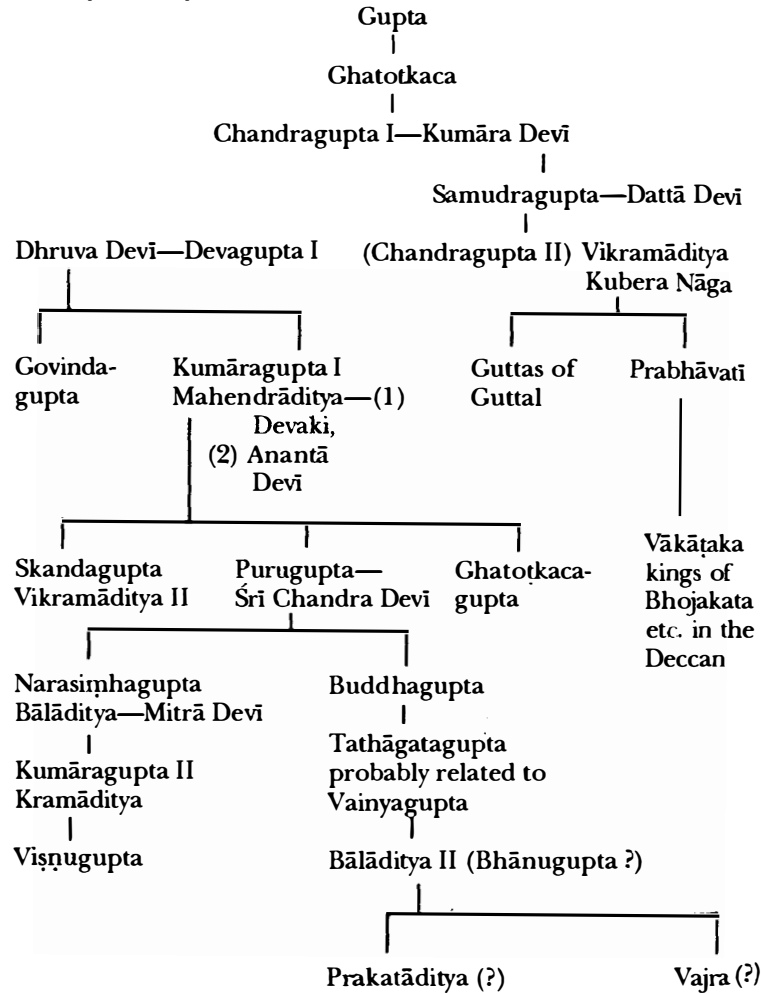 Gupta
Ghatotkaca
Chandragupta I—Kumāra Devī
Samudragupta—Dattā Devī
Dhruva Devī—Devagupta I (Chandragupta II) Vikramāditya
Kubera Nāga
Govinda-
gupta
Kumāragupta I
Mahendrāditya—(1)
Devaki,
(2) Anantā
Devī
Guttas of
Guttal
Prabhāvatī
Skandagupta
Vikramāditya II
Purugupta—
Śrī Chandra Devī
Ghatoṭkaca-
gupta
Vākāṭaka
kings of
Bhojakata
etc. in the
Deccan
Narasiṃhagupta
Bālāditya—Mitrā Devī
Buddhagupta
Kumāragupta II
Kramāditya
Tathāgatagupta
probably related to
Vainyagupta
Viṣṇugupta
Bālāditya II (Bhānugupta ?)
Prakatāditya (?)
Vajra (?)